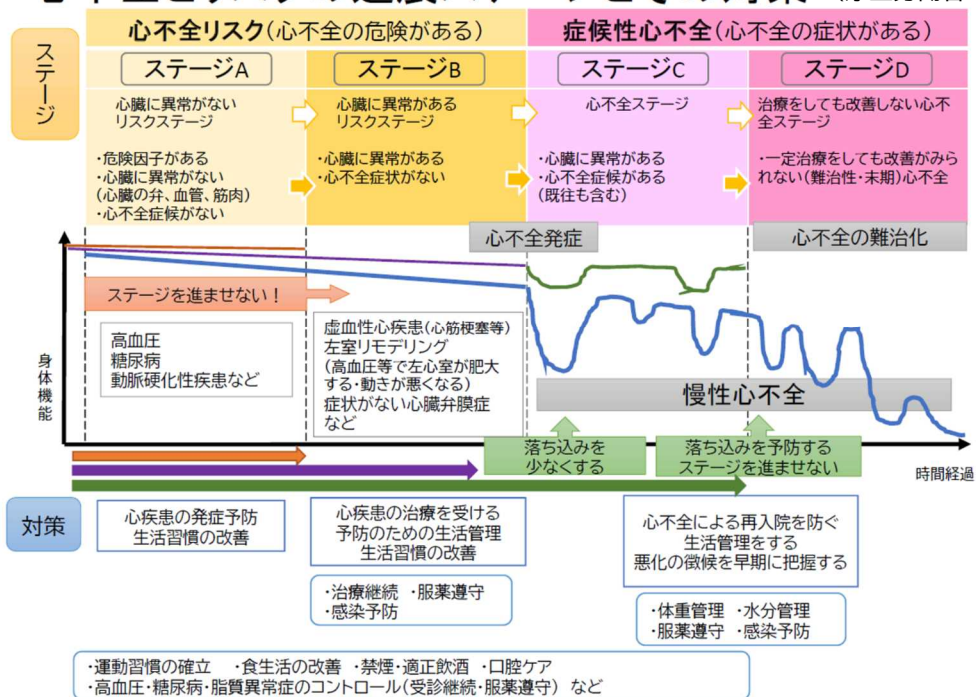 心不全リスク(心不全の危険がある)
症候性心不全(心不全の症状がある)
ステージ
ステージA
ステージB
ステージC
ステージD
心臓に異常がない
リスクステージ
・危険因子がある
・心臓に異常がない
(心臓の弁、血管、筋肉)
・心不全症候がない
心臓に異常がある
リスクステージ
・心臓に異常がある
・心不全症状がない
心不全ステージ
・心臓に異常がある
・心不全症候がある
(既往も含む)
治療をしても改善しない心不
全ステージ
・一定治療をしても改善がみら
れない(難治性・末期)心不全
心不全発症
心不全の難治化
ステージを進ませない!
高血圧
糖尿病
動脈硬化性疾患など
虚血性心疾患(心筋梗塞等)
左室リモデリング
(高血圧等で左心室が肥大
する・動きが悪くなる)
症状がない心臓弁膜症
など
身体機能
慢性心不全
落ち込みを
少なくする
落ち込みを予防する
ステージを進ませない
時間経過
対策
心疾患の発症予防
生活習慣の改善
心疾患の治療を受ける
予防のための生活管理
生活習慣の改善
・治療継続 ・服薬遵守
・感染予防
心不全による再入院を防ぐ
生活管理をする
悪化の徴候を早期に把握する
・体重管理 ・水分管理
・服薬遵守 ・感染予防
・運動習慣の確立 ・食生活の改善 ・禁煙・適正飲酒 ・口腔ケア
・高血圧・糖尿病・脂質異常症のコントロール(受診継続・服薬遵守) など